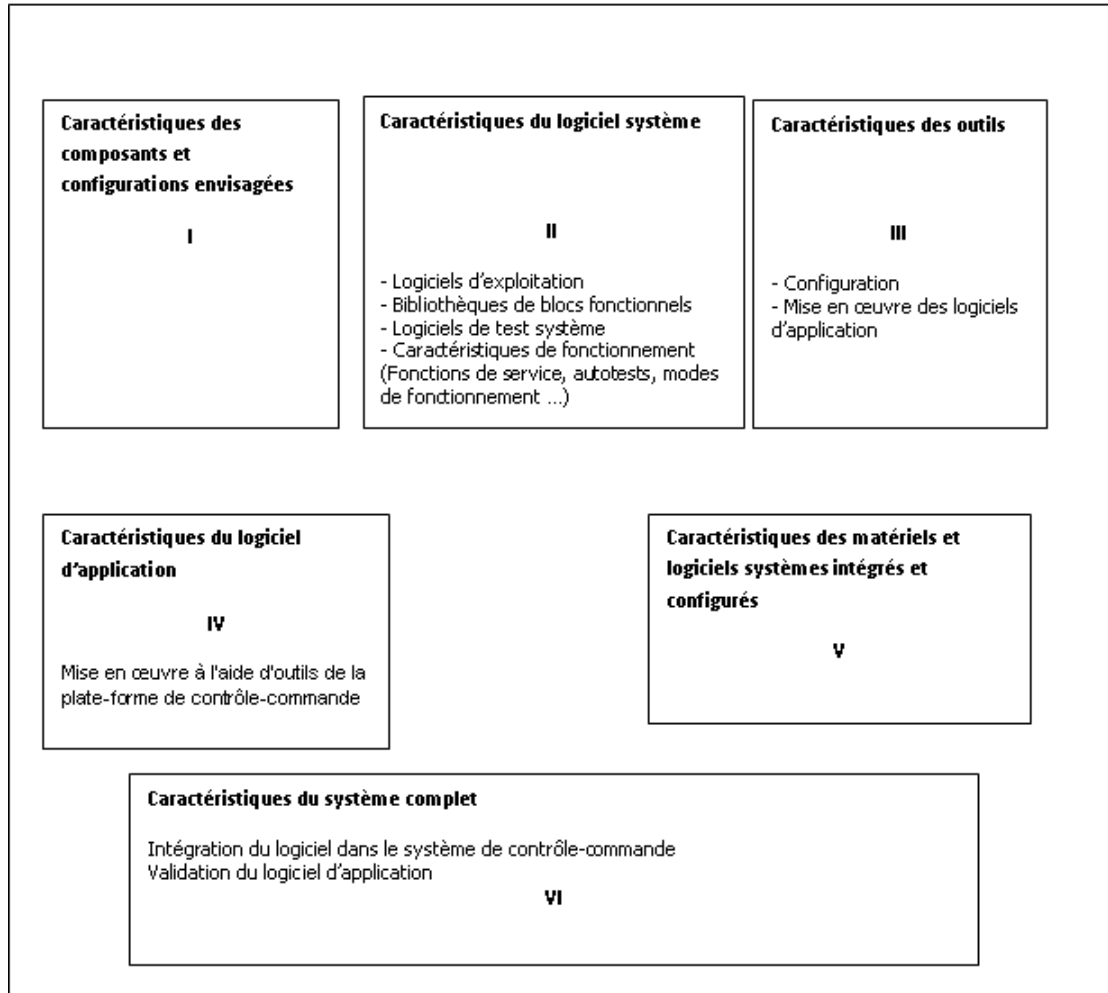 Caractéristiques des
composants et
configurations envisagées
I
Caractéristiques du logiciel système
II
- Logiciels d'exploitation
- Bibliothèques de blocs fonctionnels
- Logiciels de test système
- Caractéristiques de fonctionnement
(Fonctions de service, autotests, modes
de fonctionnement ...)
Caractéristiques des outils
III
- Configuration
- Mise en œuvre des logiciels
d'application
Caractéristiques du logiciel
d'application
IV
Mise en œuvre à l'aide d'outils de la
plate-forme de contrôle-commande
Caractéristiques des matériels et
logiciels systèmes intégrés et
configurés
V
Caractéristiques du système complet
Intégration du logiciel dans le système de contrôle-commande
Validation du logiciel d'application
VI